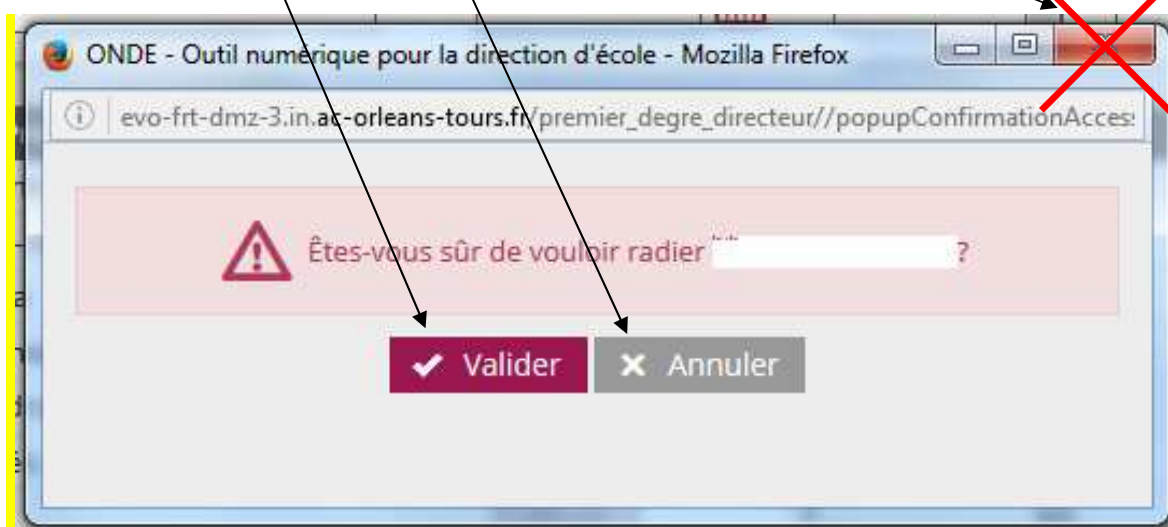 ONDE - Outil numérique pour la direction d'école - Mozilla Firefox
evo-frt-dmz-3.in.ac-orleans-tours.fr/premier_degre_directeur//popupConfirmationAcces
Êtes-vous sûr de vouloir radier ?
Valider Annuler